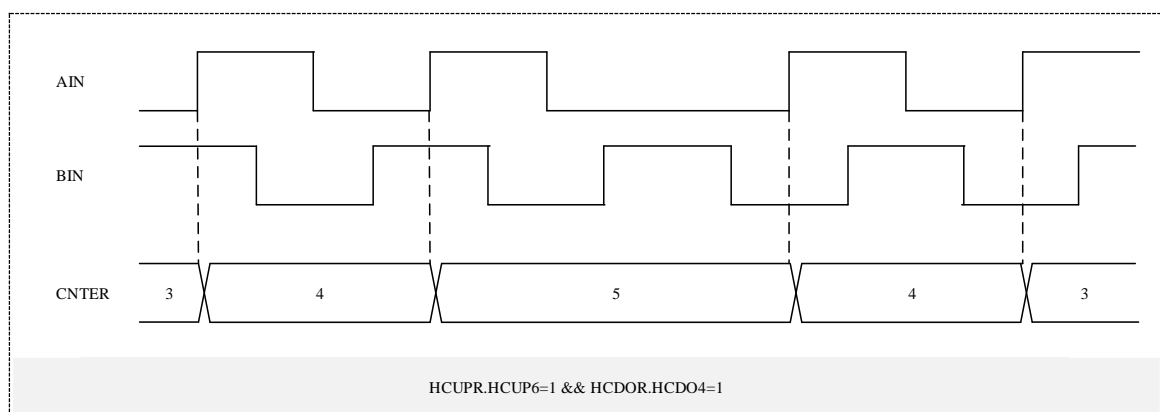 AIN
BIN
CNTER 3 4 5 4 3
HCUPR.HCUP6=1 && HCDOR.HCDO4=1